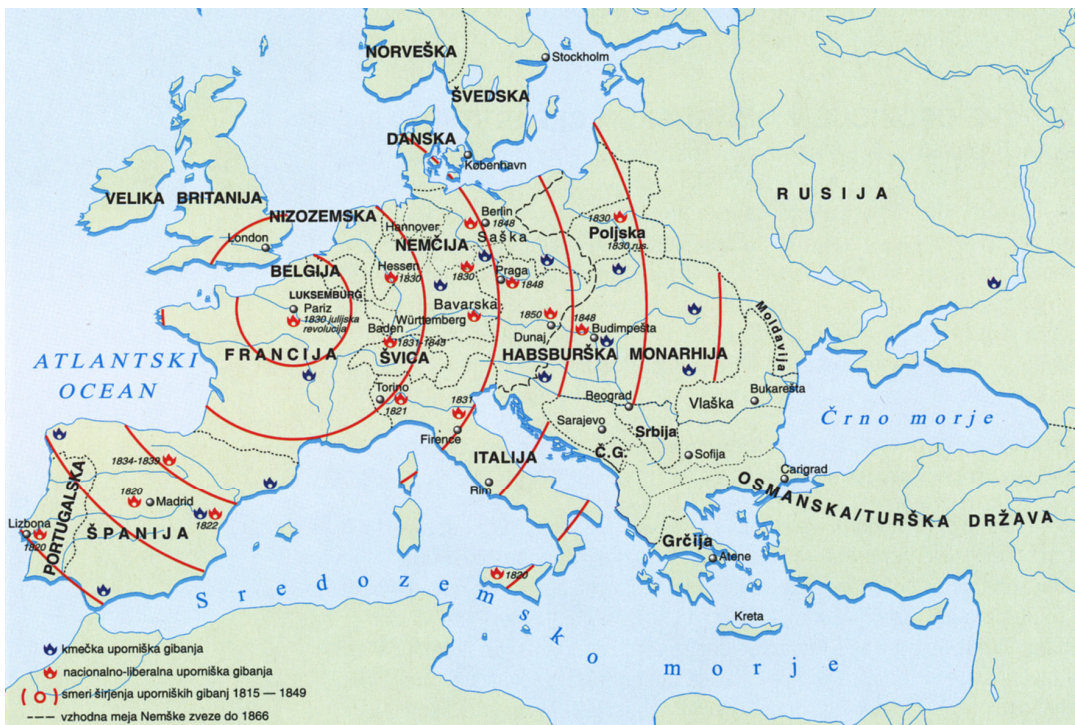 NORVEŠKA
Stockholm
ŠVEDSKA
DANSKA
København
RUSIJA
VELIKA BRITANIJA
NIZOZEMSKA
London
Hannover
Berlin
1848
1830
Poljska
1830 rus.
NEMČIJA
Saška
BELGIJA
Hessen
1830
1830
Praga
1848
LUKSEMBURG
Pariz
1830 julijska
revolucija
Bavarska
Württemberg
Baden
1831-1845
1850
Dunaj
1848
Budimpešta
Moldavija
FRANCIJA
ŠVICA
HABSBURŠKA MONARHIJA
ATLANTSKI
OCEAN
Torino
1821
1831
Firence
Beograd
Vlaška
Bukarešta
Črno morje
Sarajevo
Srbija
Č.G.
Sofija
ITALIJA
Rim
Carigrad
OSMANSKA/TURŠKA DRŽAVA
1834-1839
1820
Madrid
1822
ŠPANIJA
PORTUGALSKA
Lizbona
1820
Grčija
Atene
1820
Kreta
Sredozemsko morje
kmečka uporniška gibanja
nacionalno-liberalna uporniška gibanja
smeri širjenja uporniških gibanj 1815 — 1849
vzhodna meja Nemške zveze do 1866